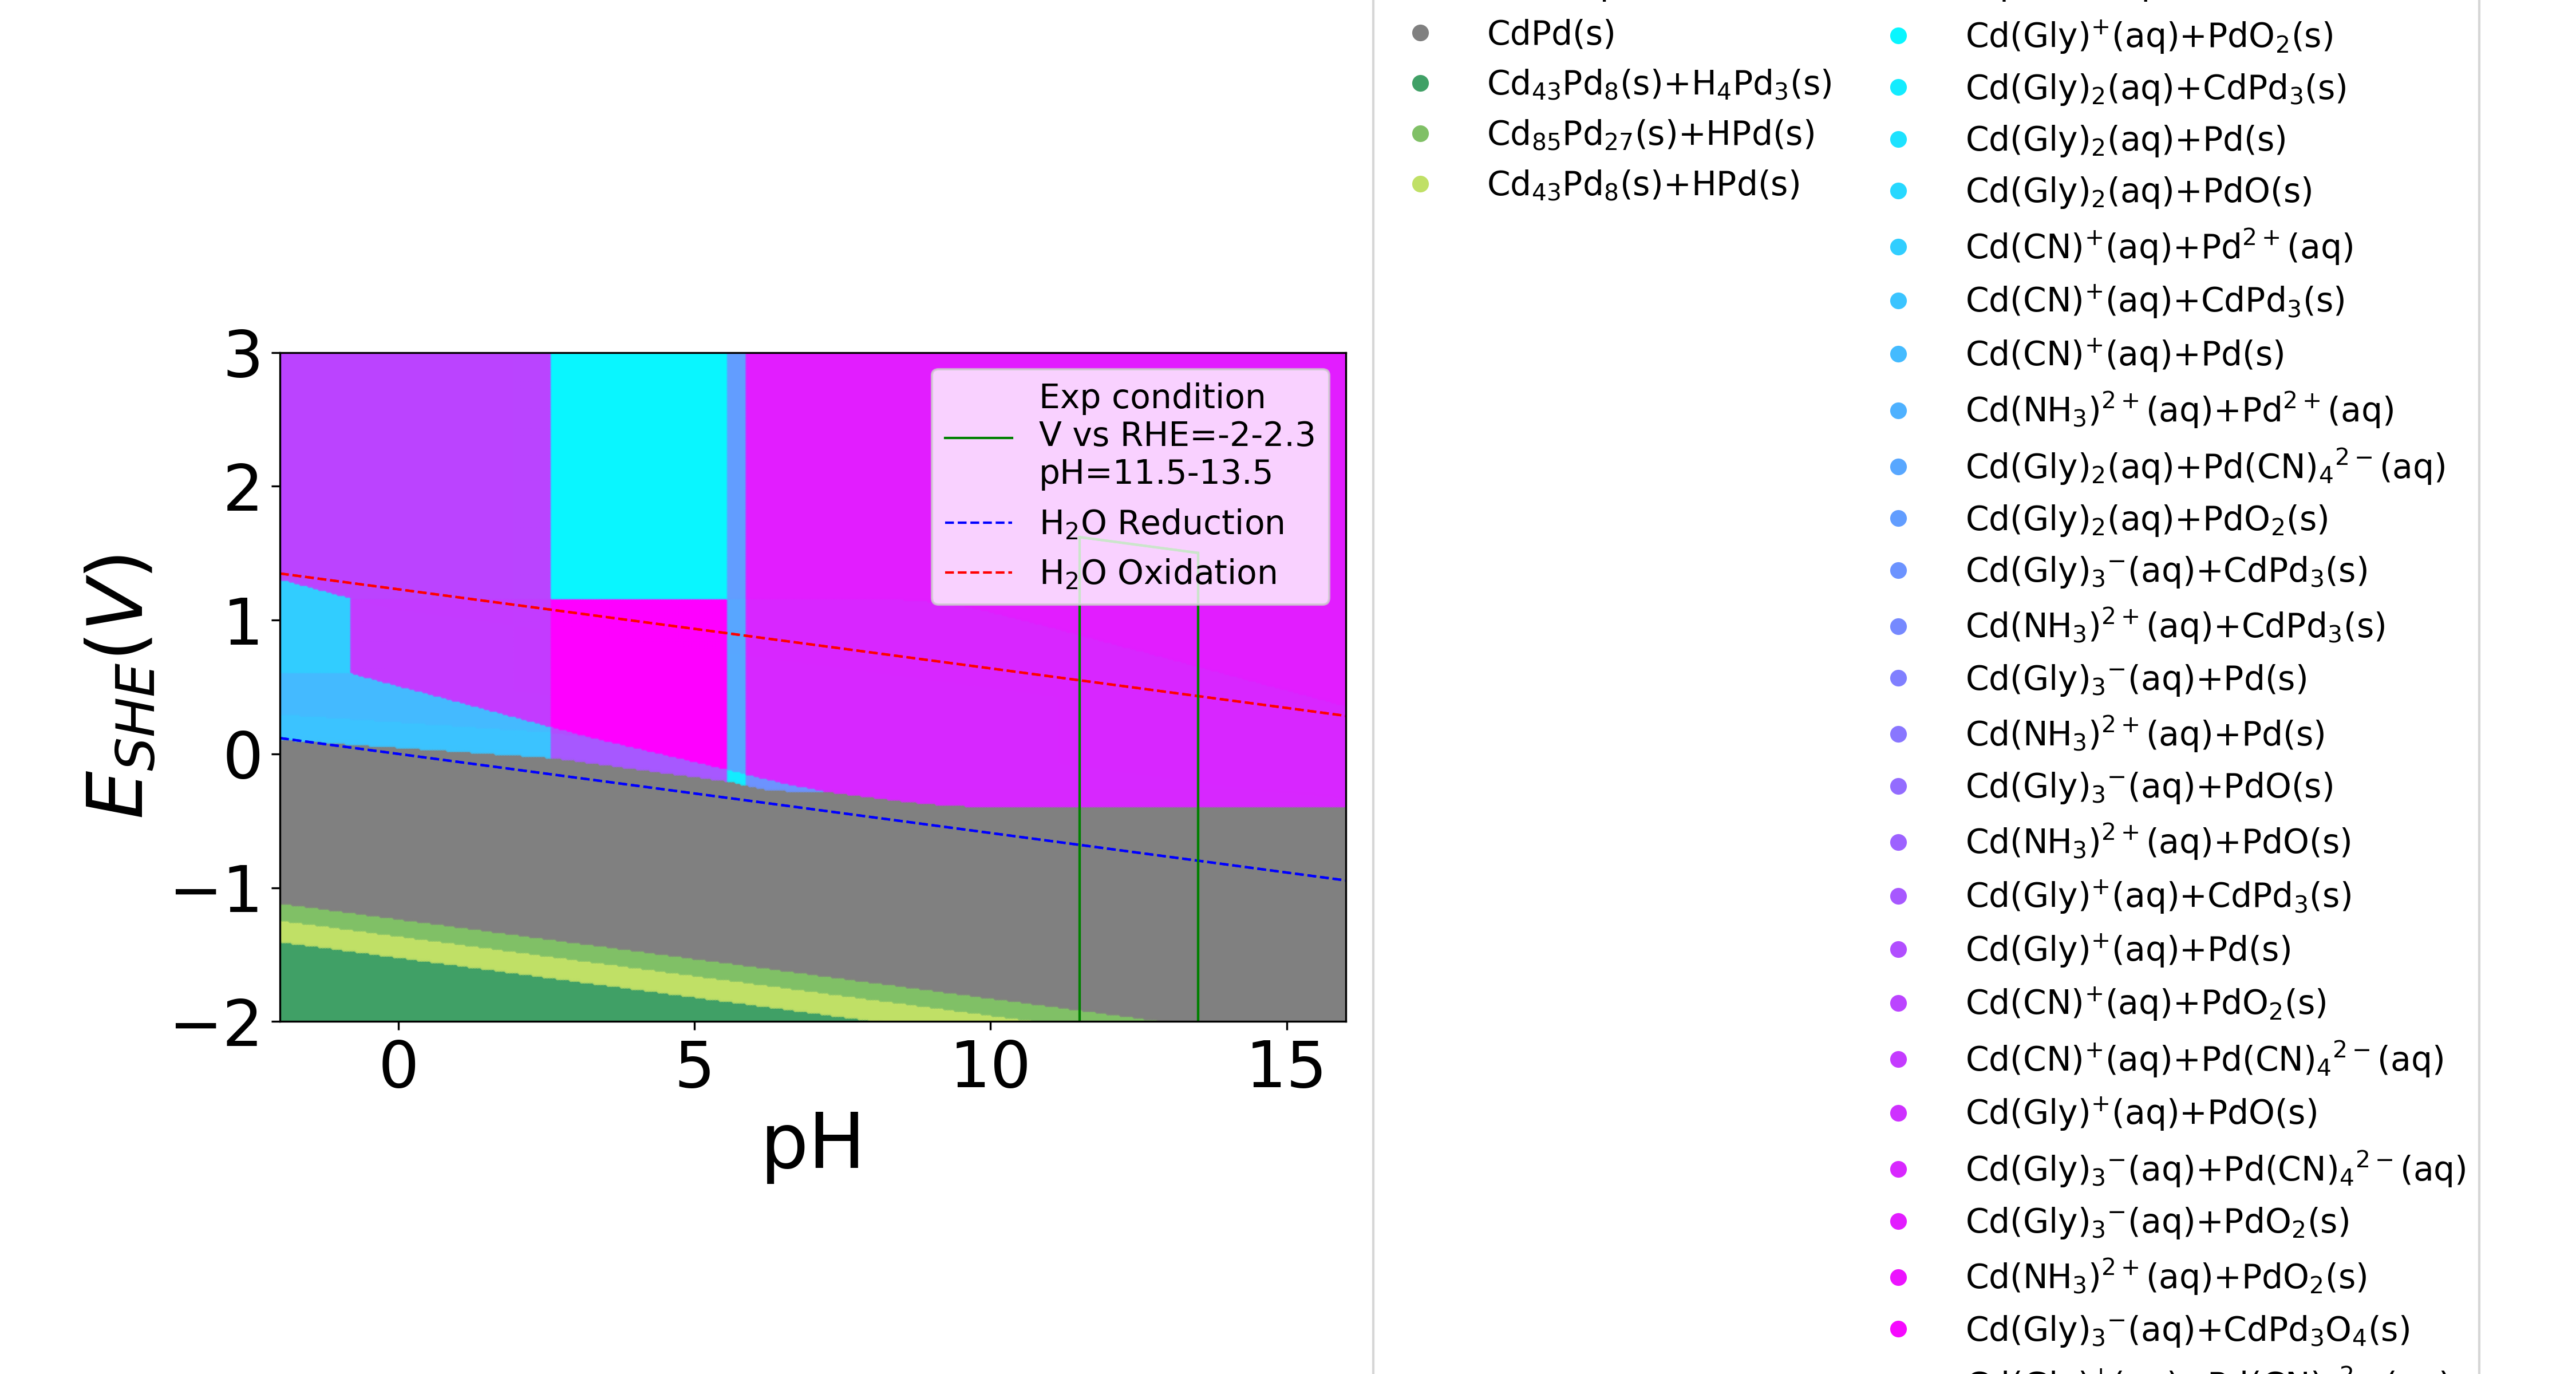 CdPd(s)
Cd₄₃Pd₈(s)+H₄Pd₃(s)
Cd₈₅Pd₂₇(s)+HPd(s)
Cd₄₃Pd₈(s)+HPd(s)
Cd(Gly)⁺(aq)+PdO₂(s)
Cd(Gly)₂(aq)+CdPd₃(s)
Cd(Gly)₂(aq)+Pd(s)
Cd(Gly)₂(aq)+PdO(s)
Cd(CN)⁺(aq)+Pd²⁺(aq)
Cd(CN)⁺(aq)+CdPd₃(s)
Cd(CN)⁺(aq)+Pd(s)
Cd(NH₃)²⁺(aq)+Pd²⁺(aq)
Cd(Gly)₂(aq)+Pd(CN)₄²⁻(aq)
Cd(Gly)₂(aq)+PdO₂(s)
Cd(Gly)₃⁻(aq)+CdPd₃(s)
Cd(NH₃)²⁺(aq)+CdPd₃(s)
Cd(Gly)₃⁻(aq)+Pd(s)
Cd(NH₃)²⁺(aq)+Pd(s)
Cd(Gly)₃⁻(aq)+PdO(s)
Cd(NH₃)²⁺(aq)+PdO(s)
Cd(Gly)⁺(aq)+CdPd₃(s)
Cd(Gly)⁺(aq)+Pd(s)
Cd(CN)⁺(aq)+PdO₂(s)
Cd(CN)⁺(aq)+Pd(CN)₄²⁻(aq)
Cd(Gly)⁺(aq)+PdO(s)
Cd(Gly)₃⁻(aq)+Pd(CN)₄²⁻(aq)
Cd(Gly)₃⁻(aq)+PdO₂(s)
Cd(NH₃)²⁺(aq)+PdO₂(s)
Cd(Gly)₃⁻(aq)+CdPd₃O₄(s)
Exp condition
V vs RHE=-2-2.3
pH=11.5-13.5
H₂O Reduction
H₂O Oxidation
E_SHE(V)
3
2
1
0
−1
−2
0
5
10
15
pH